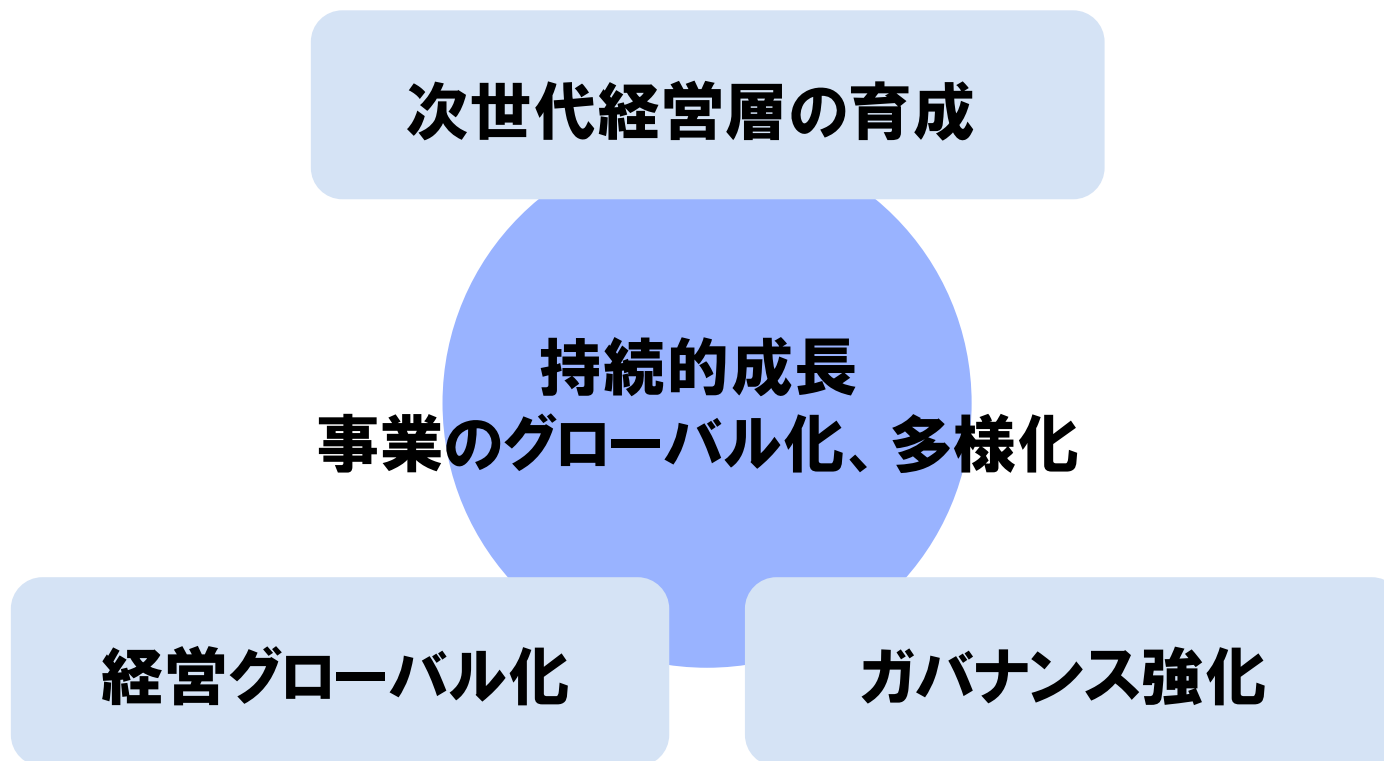 次世代経営層の育成
持続的成長
事業のグローバル化、多様化
経営グローバル化
ガバナンス強化